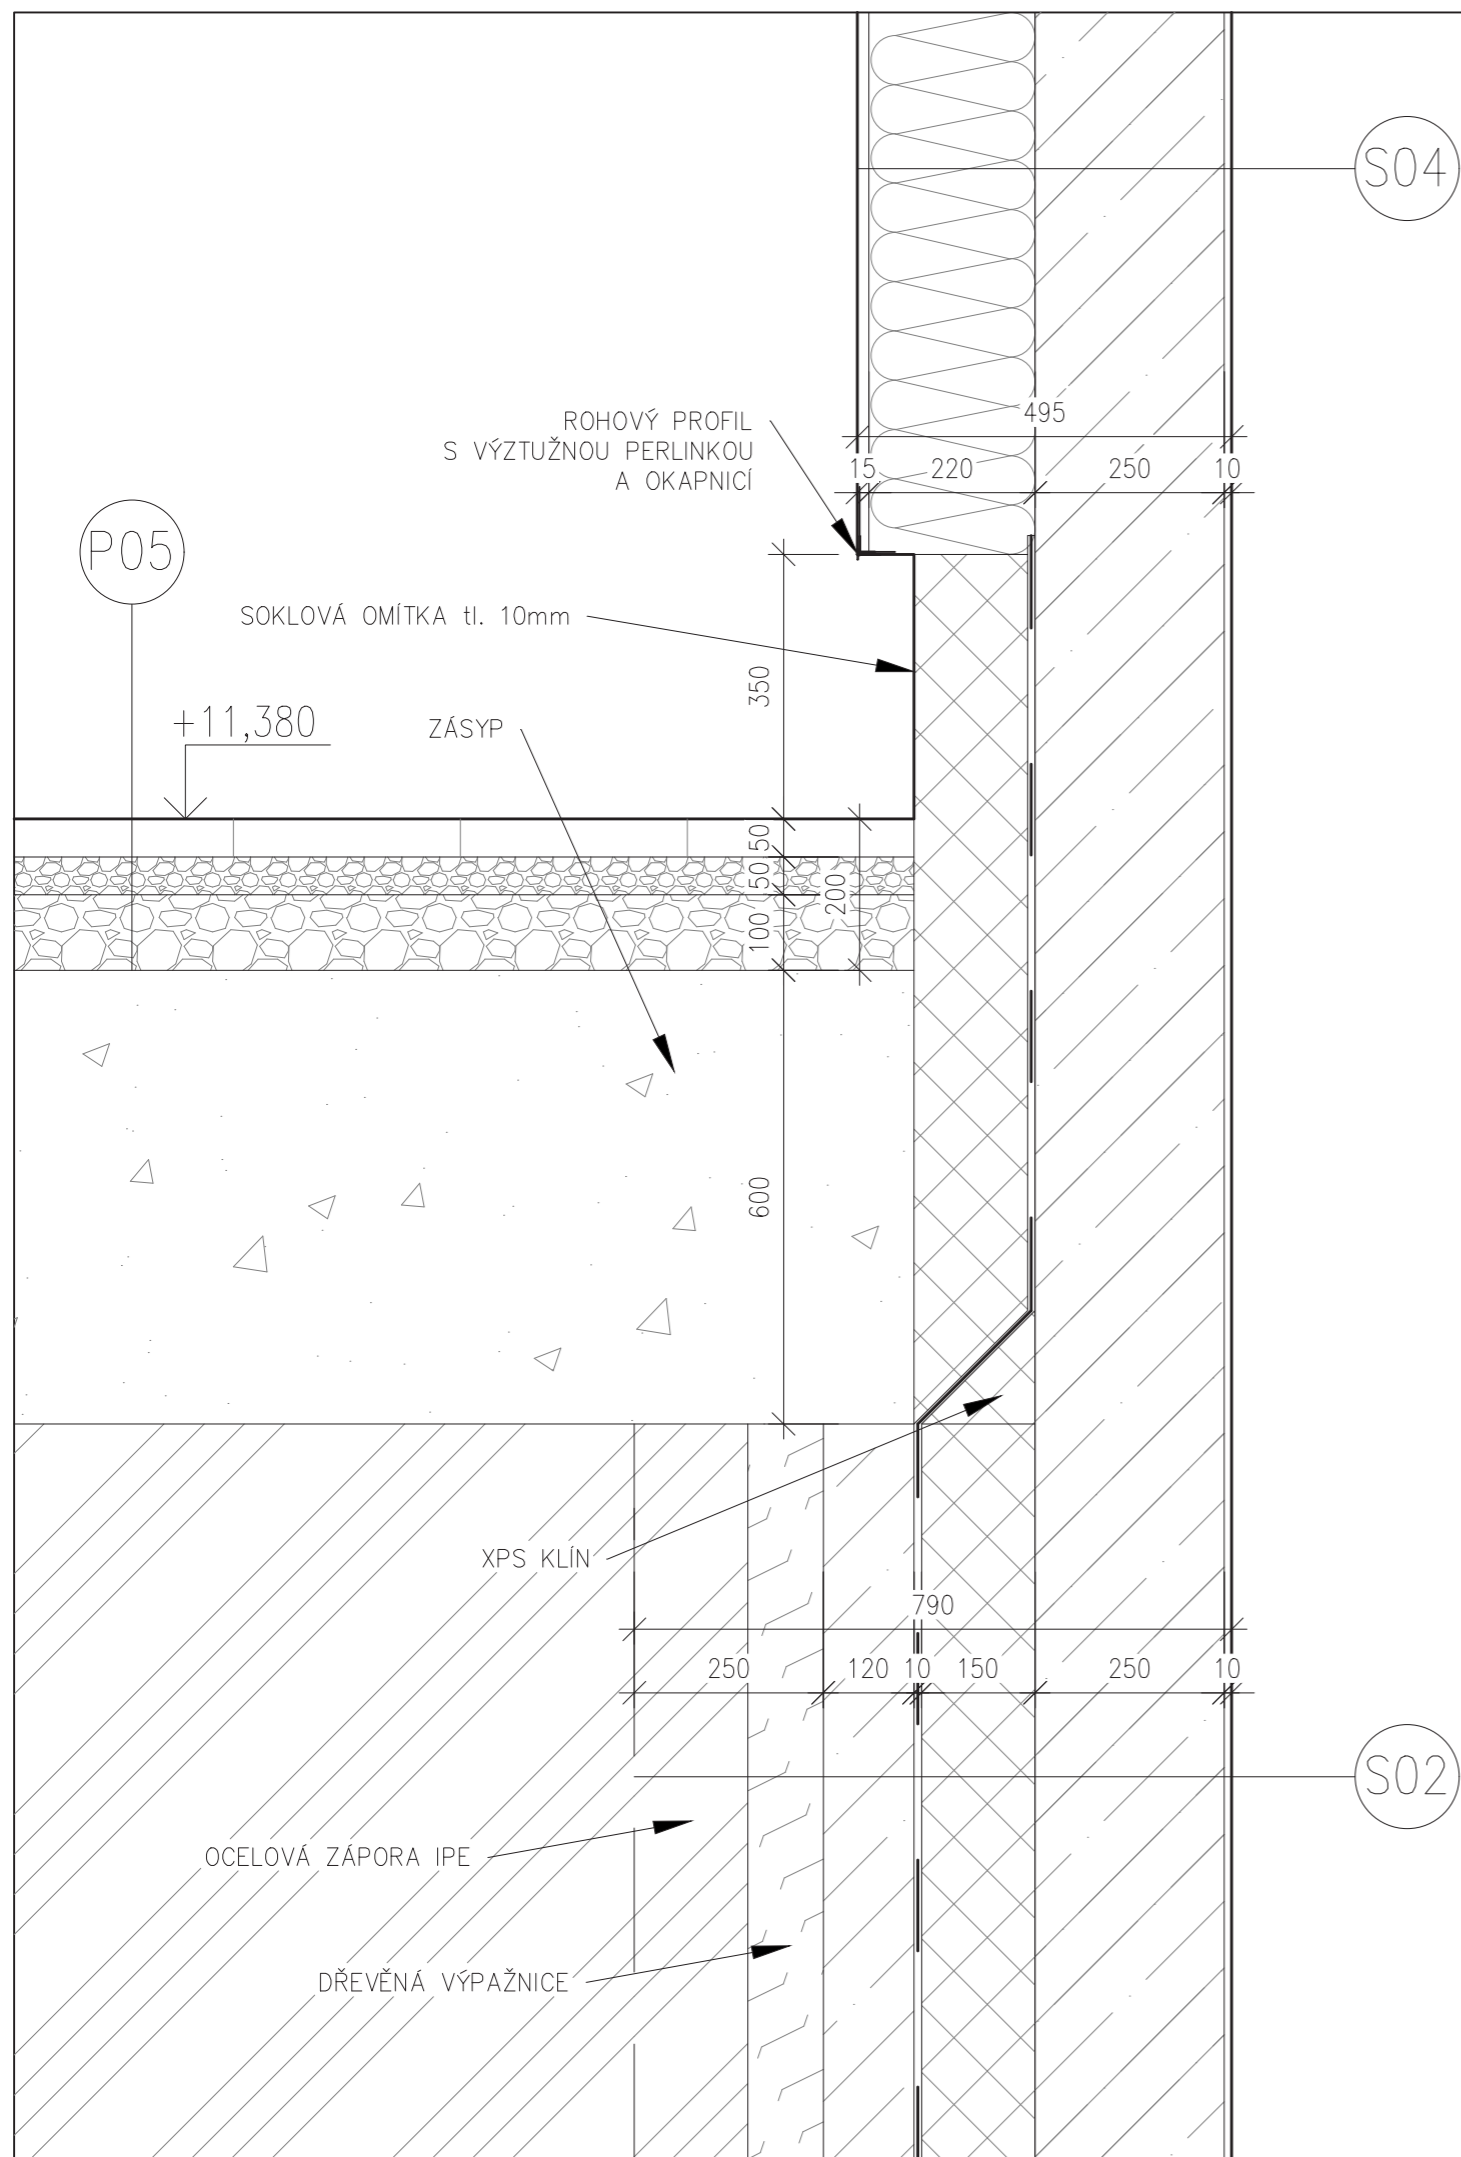 S04
495
15 220 250 10
ROHOVÝ PROFIL
S VÝZTUŽNOU PERLINKOU
A OKAPNICÍ
P05
SOKLOVÁ OMÍTKA tl. 10mm
350
+11,380
ZÁSYP
50
50
200
100
600
XPS KLÍN
790
250 120 10 150 250 10
S02
OCELOVÁ ZÁPORA IPE
DŘEVĚNÁ VÝPAŽNICE